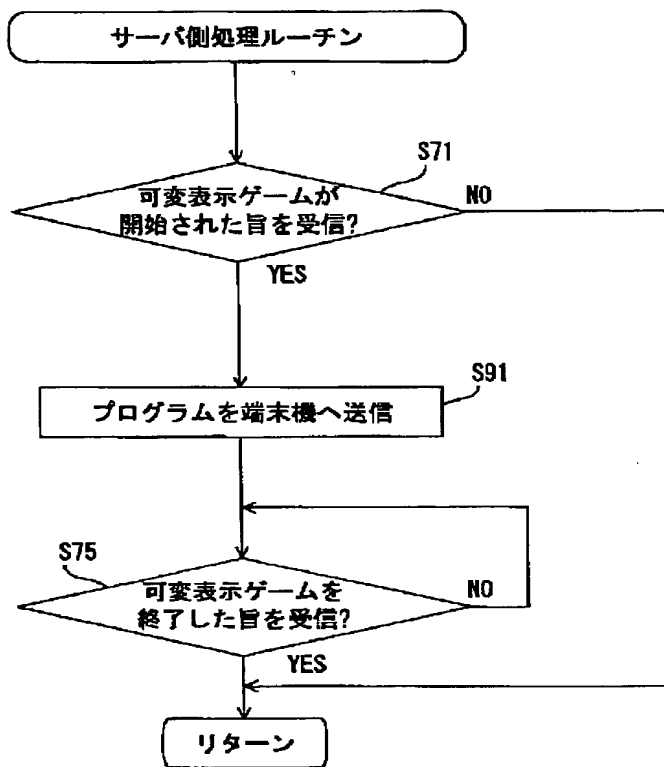 サーバ側処理ルーチン
S71
可変表示ゲームが
開始された旨を受信?
NO
YES
S91
プログラムを端末機へ送信
S75
可変表示ゲームを
終了した旨を受信?
NO
YES
リターン